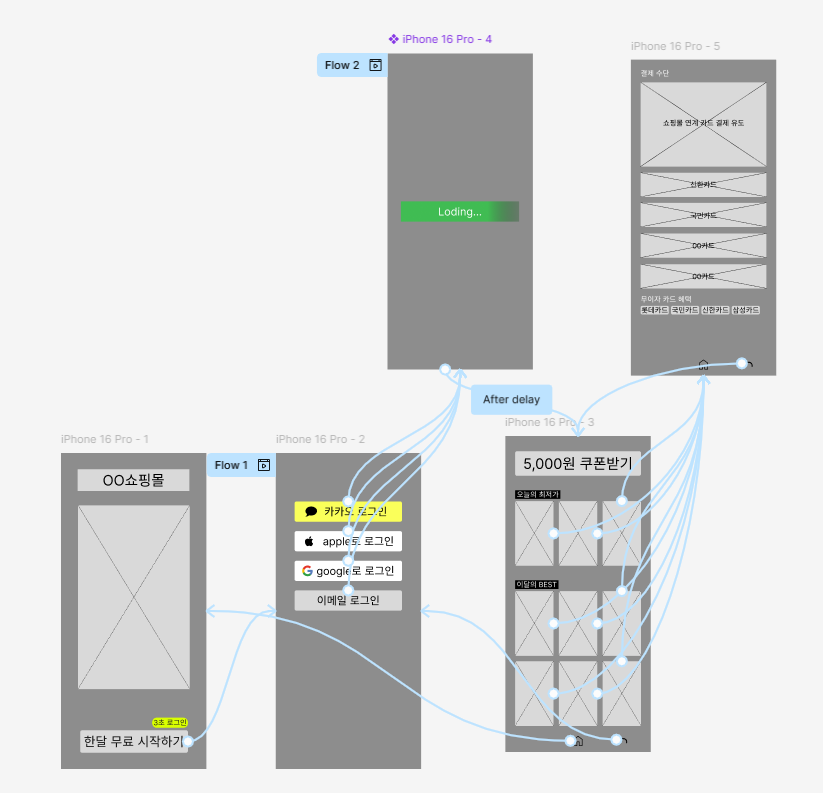 iPhone 16 Pro - 4
Flow 2
Loding...
iPhone 16 Pro - 5
결제 수단
쇼핑몰 연계 카드 결제 유도
신한카드
국민카드
OO카드
OO카드
무이자 카드 혜택
롯데카드 국민카드 신한카드 삼성카드
After delay
iPhone 16 Pro - 1
OO쇼핑몰
3초 로그인
한달 무료 시작하기
iPhone 16 Pro - 2
Flow 1
카카오 로그인
apple로 로그인
google로 로그인
이메일 로그인
iPhone 16 Pro - 3
5,000원 쿠폰받기
오늘의 최저가
이달의 BEST